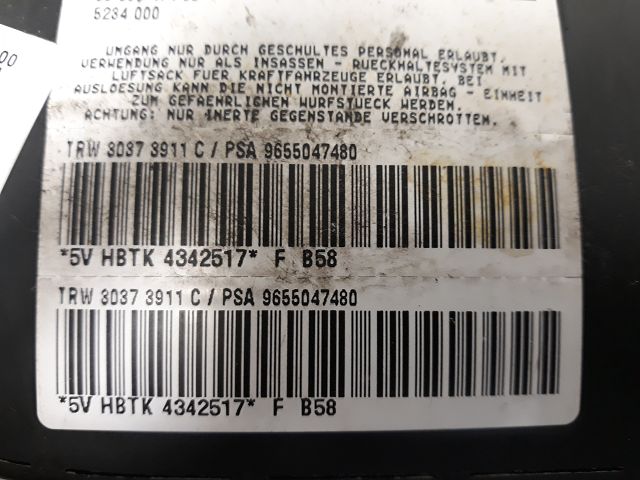 5234 000
UMGANG NUR DURCH GESCHULTES PERSONAL ERLAUBT.
VERWENDUNG NUR ALS INSASSEN - RUECKHALTESYSTEM MIT
LUFTSACK FUER KRAFTFAHRZEUGE ERLAUBT. BEI
AUSLOESUNG KANN DIE NICHT MONTIERTE AIRBAG - EINHEIT
ZUM GEFAEHRLICHEN WURFSTUECK WERDEN.
ACHTUNG: NUR INERTE GEGENSTANDE VERSCHROTTEN.
TRW 3037 3911 C / PSA 9655047480
*5V HBTK 4342517* F B58
TRW 3037 3911 C / PSA 9655047480
*5V HBTK 4342517* F B58